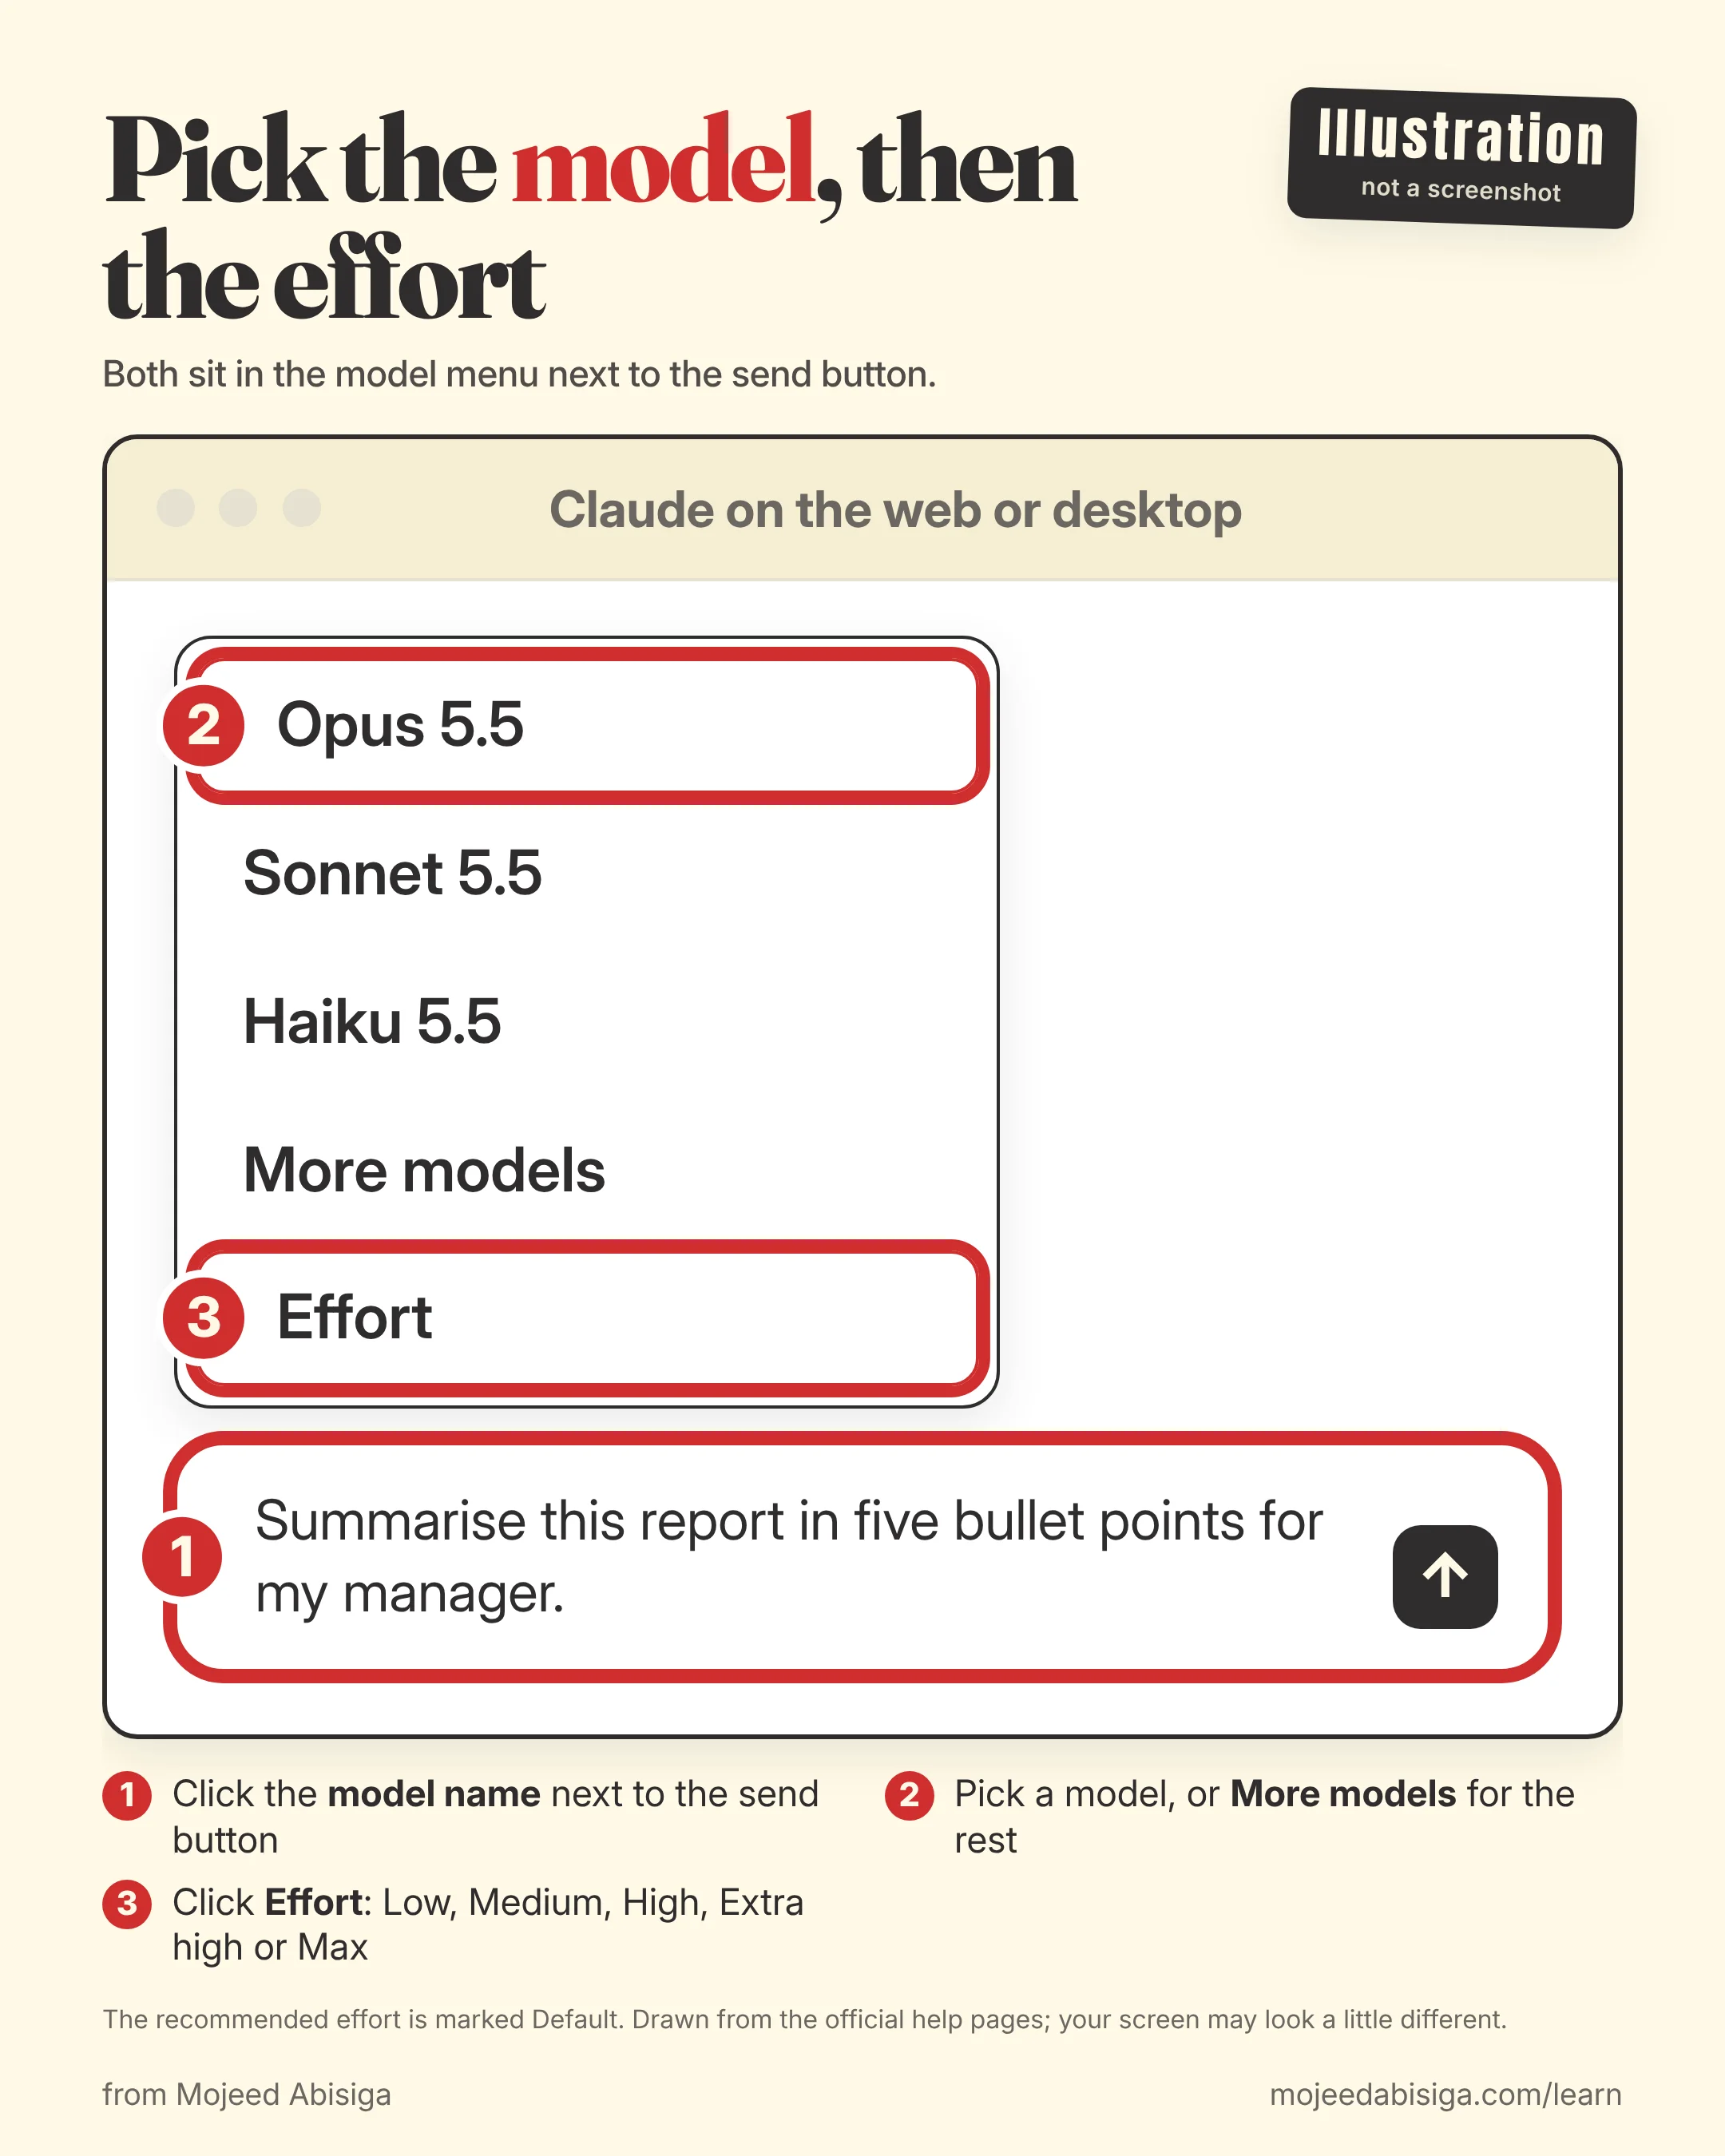 Pick the model, then
the effort
Illustration
not a screenshot
Both sit in the model menu next to the send button.
Claude on the web or desktop
2 Opus 5.5
Sonnet 5.5
Haiku 5.5
More models
3 Effort
1 Summarise this report in five bullet points for
my manager.
1 Click the model name next to the send
button
2 Pick a model, or More models for the
rest
3 Click Effort: Low, Medium, High, Extra
high or Max
The recommended effort is marked Default. Drawn from the official help pages; your screen may look a little different.
from Mojeed Abisiga
mojeedabisiga.com/learn